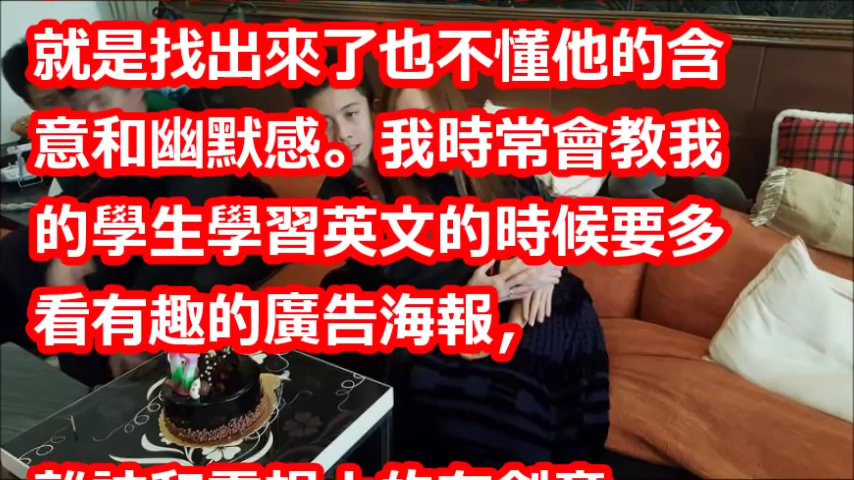 就是找出來了也不懂他的含
意和幽默感。我時常會教我
的學生學習英文的時候要多
看有趣的廣告海報，